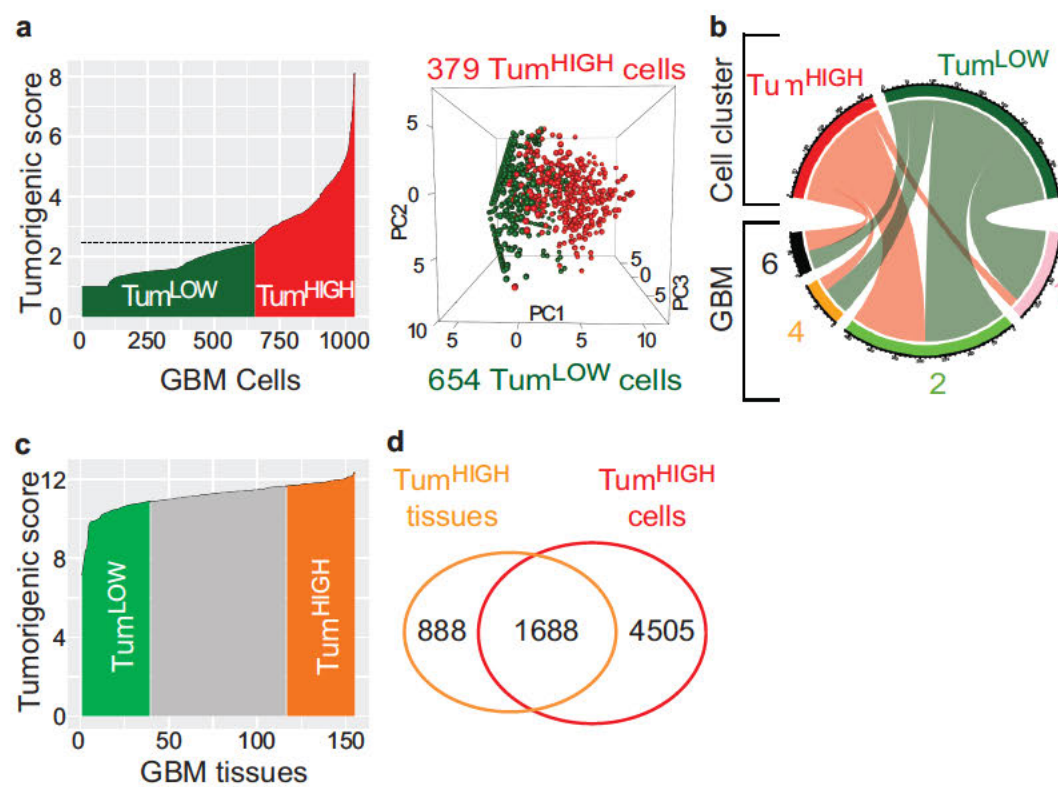 a
8
6
4
2
0
Tumorigenic score
Tum^LOW
Tum^HIGH
0
250
500
750
1000
GBM Cells
379 Tum^HIGH cells
5
0
5
10
PC2
5
0
5
10
PC1
5
0
5
PC3
654 Tum^LOW cells
b
Cell cluster
GBM
Tum^HIGH
Tum^LOW
6
4
2
c
12
8
4
0
Tumorigenic score
Tum^LOW
Tum^HIGH
0
50
100
150
GBM tissues
d
Tum^HIGH
tissues
Tum^HIGH
cells
888
1688
4505